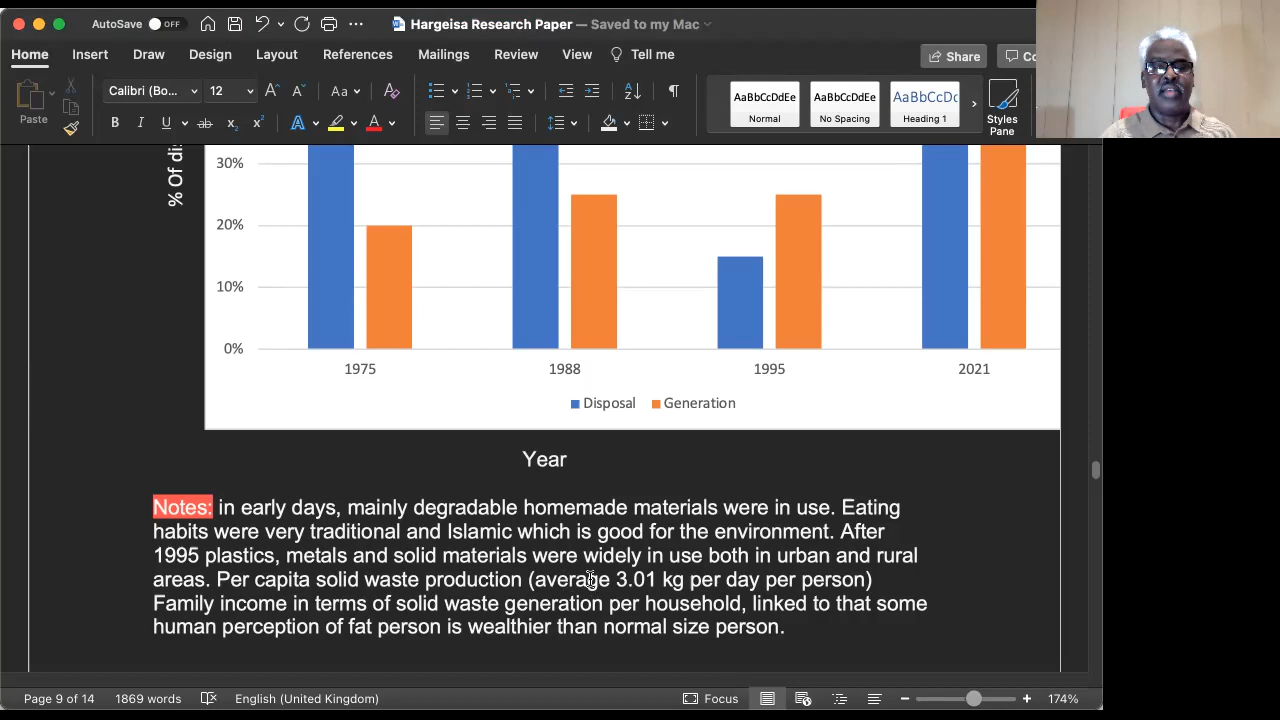 AutoSave OFF Hargeisa Research Paper — Saved to my Mac
Home Insert Draw Design Layout References Mailings Review View Tell me Share
Paste Calibri (Bo... 12 Aa AaBbCcDdEe AaBbCcDdEe AaBbCcDc
B I U ab x₂ x² A A Normal No Spacing Heading 1 Styles Pane
% Of
30%
20%
10%
0%
1975 1988 1995 2021
Disposal Generation
Year
Notes: in early days, mainly degradable homemade materials were in use. Eating
habits were very traditional and Islamic which is good for the environment. After
1995 plastics, metals and solid materials were widely in use both in urban and rural
areas. Per capita solid waste production (average 3.01 kg per day per person)
Family income in terms of solid waste generation per household, linked to that some
human perception of fat person is wealthier than normal size person.
Page 9 of 14 1869 words English (United Kingdom) Focus 174%